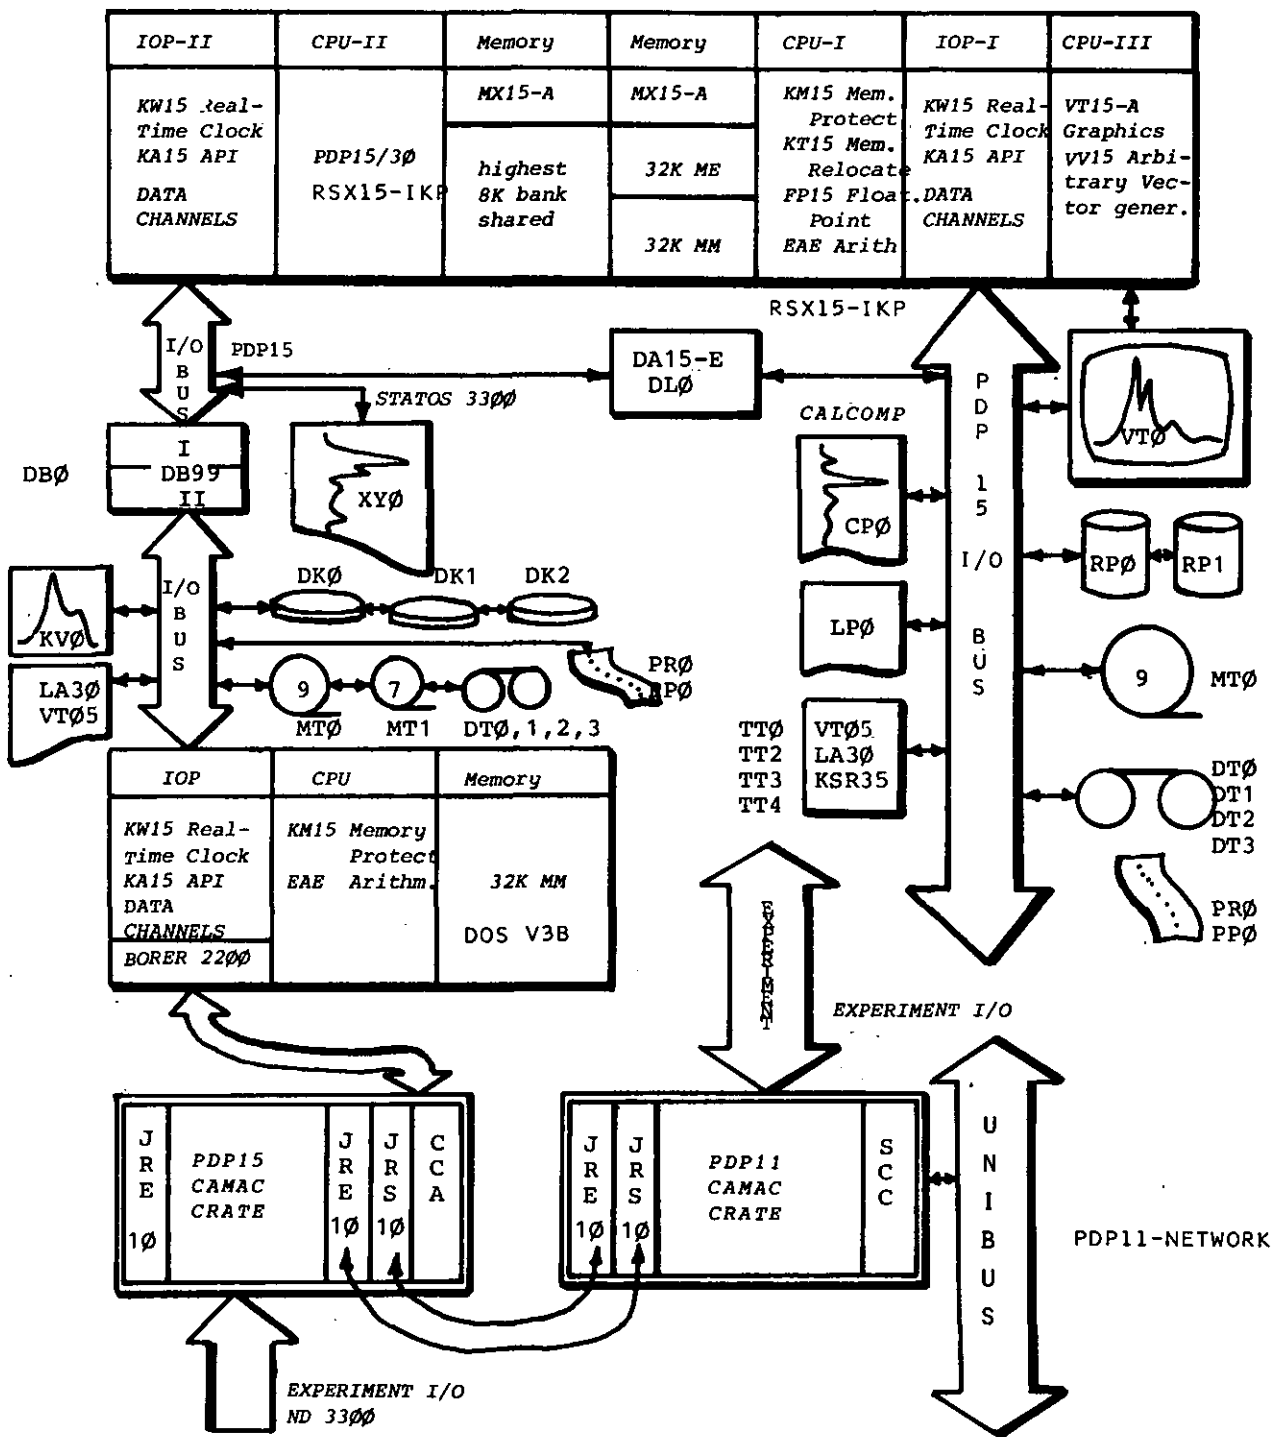 IOP-II CPU-II Memory Memory CPU-I IOP-I CPU-III
KW15 Real-
Time Clock
KA15 API
DATA
CHANNELS
PDP15/3Ø
RSX15-IKP
MX15-A
highest
8K bank
shared
MX15-A
32K ME
32K MM
KM15 Mem.
Protect
KT15 Mem.
Relocate
FP15 Float.
Point
EAE Arith
KW15 Real-
Time Clock
KA15 API
DATA
CHANNELS
VT15-A
Graphics
VV15 Arbi-
trary Vec-
tor gener.
RSX15-IKP
I/O
BUS
PDP15
DA15-E
DLØ
STATOS 33ØØ
XYØ
DBØ
I
DB99
II
CALCOMP
CPØ
LPØ
TTØ
TT2
TT3
TT4
VTØ5
LA3Ø
KSR35
PDP 15 I/O BUS
VTØ
RPØ
RP1
9
MTØ
DTØ
DT1
DT2
DT3
PRØ
PPØ
I/O
BUS
KVØ
LA3Ø
VTØ5
DKØ
DK1
DK2
PRØ
PPØ
9
7
MTØ
MT1
DTØ,1,2,3
IOP CPU Memory
KW15 Real-
Time Clock
KA15 API
DATA
CHANNELS
BORER 22ØØ
KM15 Memory
Protect
EAE Arithm.
32K MM
DOS V3B
EXPERIMENT
EXPERIMENT I/O
JRE 1Ø
PDP15
CAMAC
CRATE
JRE 1Ø
JRS 1Ø
CCA
JRE 1Ø
JRS 1Ø
PDP11
CAMAC
CRATE
SCC
UNIBUS
PDP11-NETWORK
EXPERIMENT I/O
ND 33ØØ